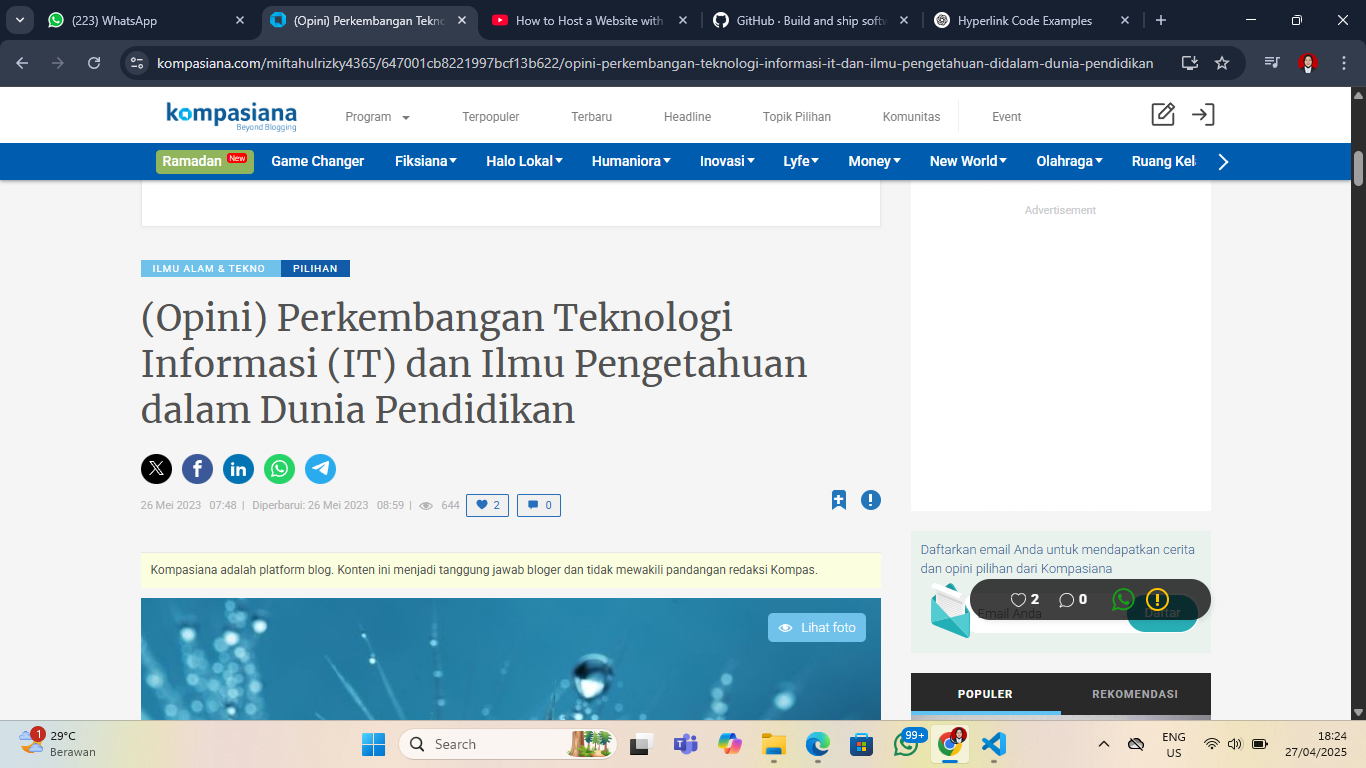 (223) WhatsApp
(Opini) Perkembangan Tekno
How to Host a Website with
GitHub · Build and ship softw
Hyperlink Code Examples
kompasiana.com/miftahulrizky4365/647001cb8221997bcf13b622/opini-perkembangan-teknologi-informasi-it-dan-ilmu-pengetahuan-didalam-dunia-pendidikan
kompasiana
Beyond Blogging
Program
Terpopuler
Terbaru
Headline
Topik Pilihan
Komunitas
Event
Ramadan New
Game Changer
Fiksiana
Halo Lokal
Humaniora
Inovasi
Lyfe
Money
New World
Olahraga
Ruang Kel
Advertisement
ILMU ALAM & TEKNO
PILIHAN
(Opini) Perkembangan Teknologi
Informasi (IT) dan Ilmu Pengetahuan
dalam Dunia Pendidikan
26 Mei 2023 07:48 | Diperbarui: 26 Mei 2023 08:59 | 644 2 0
Kompasiana adalah platform blog. Konten ini menjadi tanggung jawab bloger dan tidak mewakili pandangan redaksi Kompas.
Lihat foto
Daftarkan email Anda untuk mendapatkan cerita
dan opini pilihan dari Kompasiana
2 0
Email Anda
Daftar
POPULER
REKOMENDASI
1
29°C
Berawan
Search
99+
ENG
US
18:24
27/04/2025